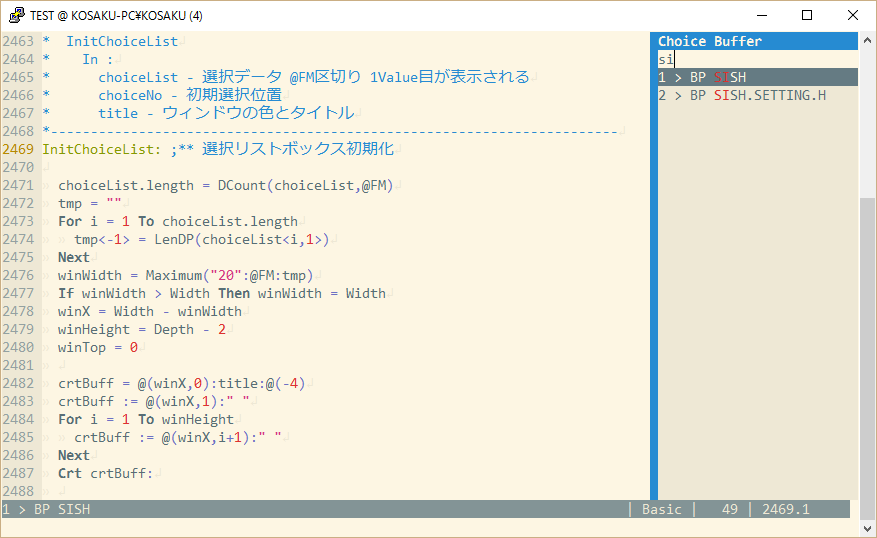 TEST @ KOSAKU-PC¥KOSAKU (4)
2463 *  InitChoiceList
2464 *    In :
2465 *      choiceList - 選択データ @FM区切り 1Value目が表示される
2466 *      choiceNo - 初期選択位置
2467 *      title - ウィンドウの色とタイトル
2468 *-----------------------------------------------------------------------
2469 InitChoiceList: ;** 選択リストボックス初期化
2470
2471   choiceList.length = DCount(choiceList,@FM)
2472   tmp = ""
2473   For i = 1 To choiceList.length
2474     tmp<-1> = LenDP(choiceList<i,1>)
2475   Next
2476   winWidth = Maximum("20":@FM:tmp)
2477   If winWidth > Width Then winWidth = Width
2478   winX = Width - winWidth
2479   winHeight = Depth - 2
2480   winTop = 0
2481
2482   crtBuff = @(winX,0):title:@(-4)
2483   crtBuff := @(winX,1):" "
2484   For i = 1 To winHeight
2485     crtBuff := @(winX,i+1):" "
2486   Next
2487   Crt crtBuff:
2488
Choice Buffer
si
1 > BP SISH
2 > BP SISH.SETTING.H
1 > BP SISH | Basic |   49 | 2469.1